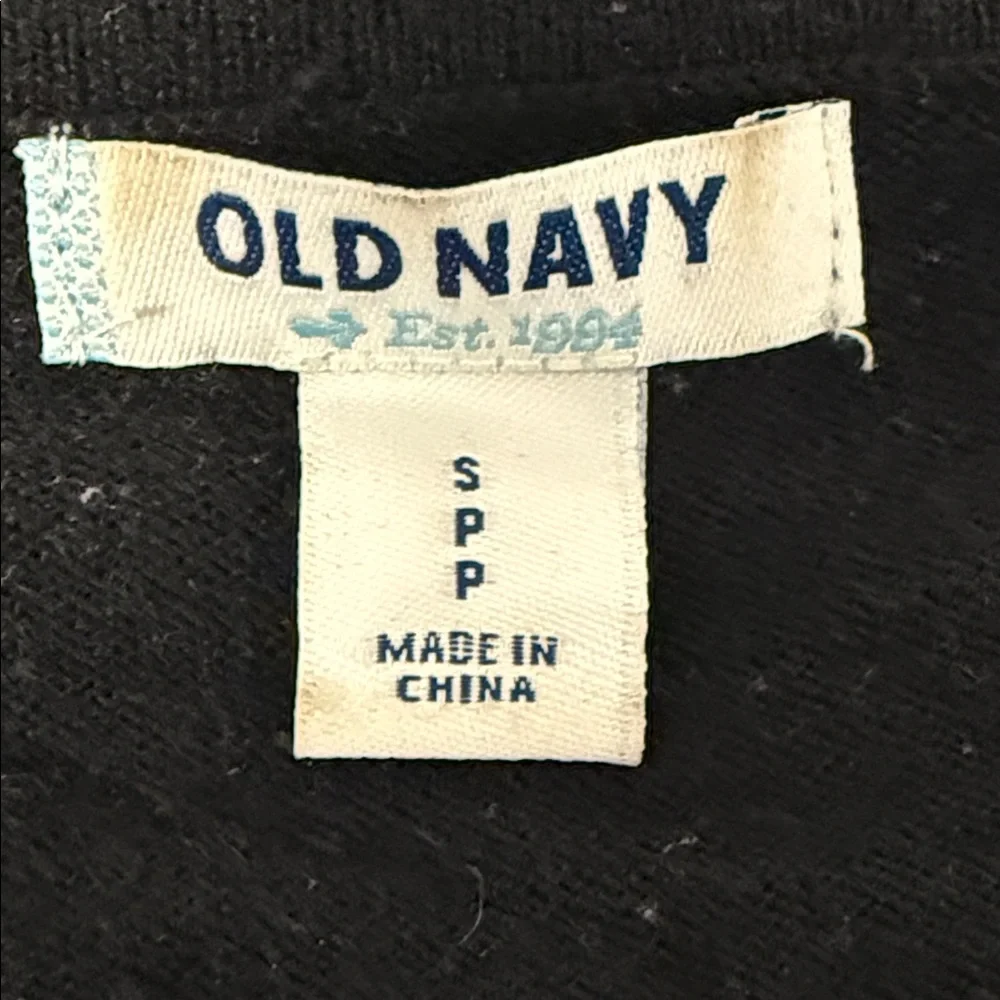 OLD NAVY
Est. 1994
S
P
P
MADE IN
CHINA